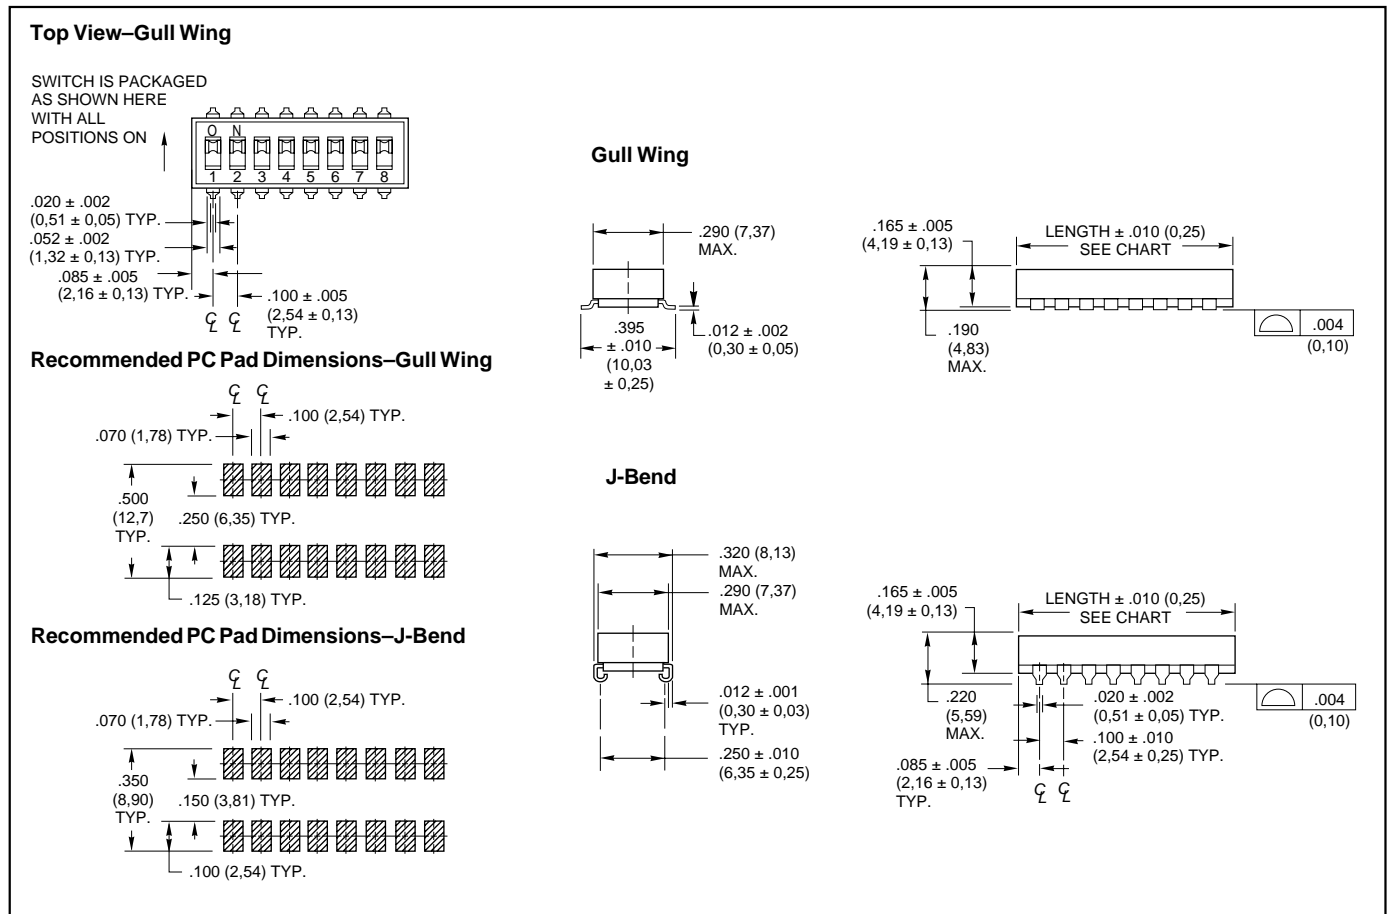 Top View–Gull Wing
SWITCH IS PACKAGED
AS SHOWN HERE
WITH ALL
POSITIONS ON
O N
1 2 3 4 5 6 7 8
.020 ± .002
(0,51 ± 0,05) TYP.
.052 ± .002
(1,32 ± 0,13) TYP.
.085 ± .005
(2,16 ± 0,13) TYP.
.100 ± .005
(2,54 ± 0,13)
TYP.
℄ ℄
Recommended PC Pad Dimensions–Gull Wing
℄ ℄
.100 (2,54) TYP.
.070 (1,78) TYP.
.500
(12,7)
TYP.
.250 (6,35) TYP.
.125 (3,18) TYP.
Recommended PC Pad Dimensions–J-Bend
℄ ℄
.100 (2,54) TYP.
.070 (1,78) TYP.
.350
(8,90)
TYP.
.150 (3,81) TYP.
.100 (2,54) TYP.
Gull Wing
.290 (7,37)
MAX.
.395
± .010
(10,03
± 0,25)
.012 ± .002
(0,30 ± 0,05)
.165 ± .005
(4,19 ± 0,13)
LENGTH ± .010 (0,25)
SEE CHART
.190
(4,83)
MAX.
.004
(0,10)
J-Bend
.320 (8,13)
MAX.
.290 (7,37)
MAX.
.012 ± .001
(0,30 ± 0,03)
TYP.
.250 ± .010
(6,35 ± 0,25)
.165 ± .005
(4,19 ± 0,13)
LENGTH ± .010 (0,25)
SEE CHART
.220
(5,59)
MAX.
.020 ± .002
(0,51 ± 0,05) TYP.
.100 ± .010
(2,54 ± 0,25) TYP.
.085 ± .005
(2,16 ± 0,13)
TYP.
℄ ℄
.004
(0,10)